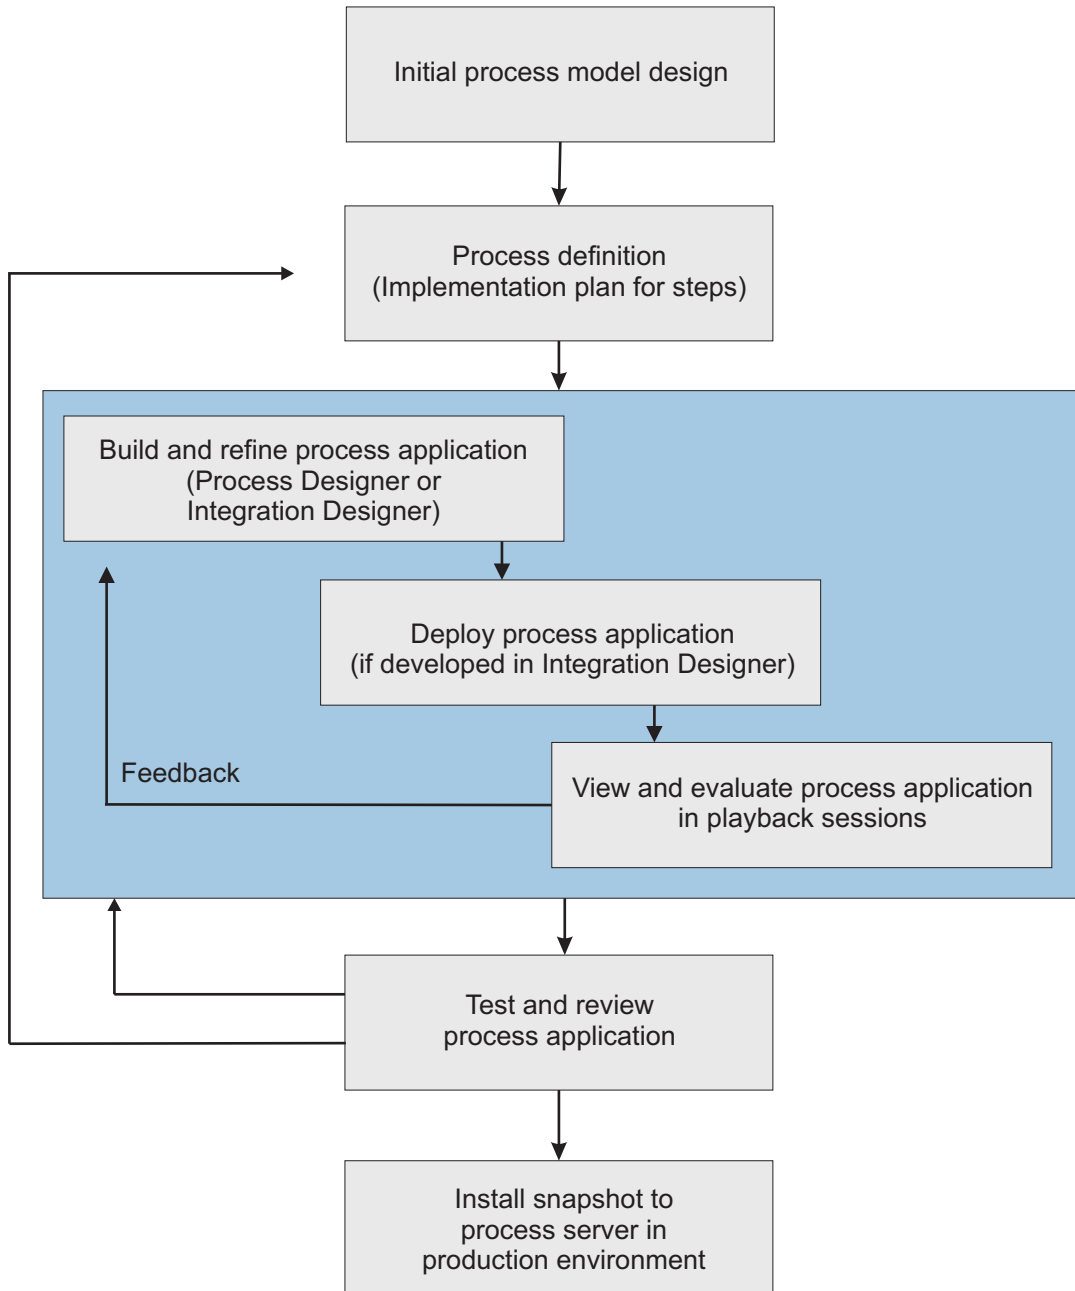 Initial process model design
Process definition
(Implementation plan for steps)
Build and refine process application
(Process Designer or
Integration Designer)
Deploy process application
(if developed in Integration Designer)
Feedback
View and evaluate process application
in playback sessions
Test and review
process application
Install snapshot to
process server in
production environment